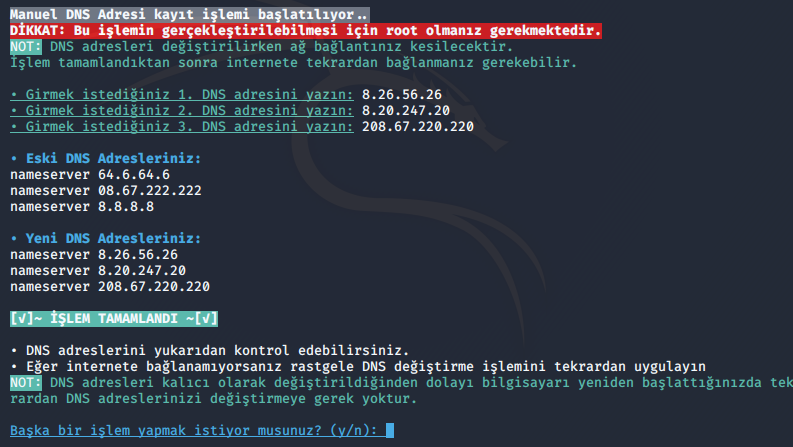 Manuel DNS Adresi kayıt işlemi başlatılıyor..
DİKKAT: Bu işlemin gerçekleştirilebilmesi için root olmanız gerekmektedir.
NOT: DNS adresleri değiştirilirken ağ bağlantınız kesilecektir.
İşlem tamamlandıktan sonra internete tekrardan bağlanmanız gerekebilir.
• Girmek istediğiniz 1. DNS adresini yazın: 8.26.56.26
• Girmek istediğiniz 2. DNS adresini yazın: 8.20.247.20
• Girmek istediğiniz 3. DNS adresini yazın: 208.67.220.220
• Eski DNS Adresleriniz:
nameserver 64.6.64.6
nameserver 08.67.222.222
nameserver 8.8.8.8
• Yeni DNS Adresleriniz:
nameserver 8.26.56.26
nameserver 8.20.247.20
nameserver 208.67.220.220
[√]~ İŞLEM TAMAMLANDI ~[√]
• DNS adreslerini yukarıdan kontrol edebilirsiniz.
• Eğer internete bağlanamıyorsanız rastgele DNS değiştirme işlemini tekrardan uygulayın
NOT: DNS adresleri kalıcı olarak değiştirildiğinden dolayı bilgisayarı yeniden başlattığınızda tek
rardan DNS adreslerinizi değiştirmeye gerek yoktur.
Başka bir işlem yapmak istiyor musunuz? (y/n):